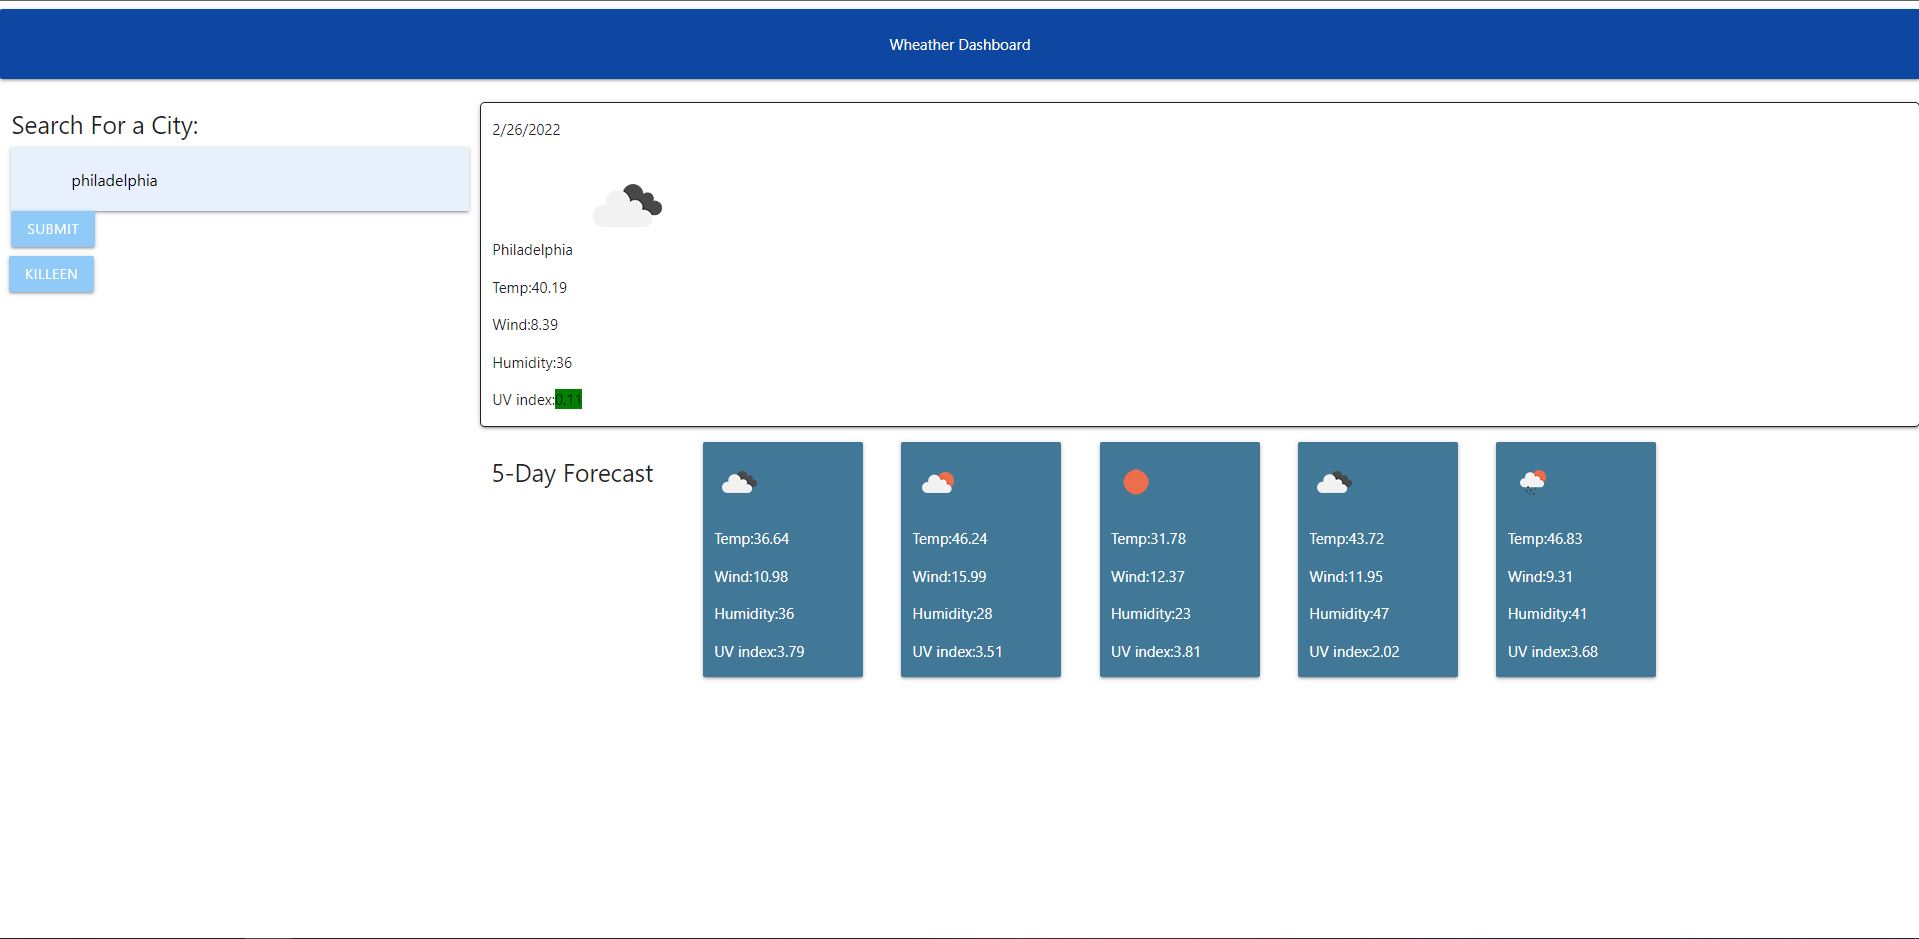 Wheather Dashboard
Search For a City:
philadelphia
SUBMIT
KILLEEN
2/26/2022
Philadelphia
Temp:40.19
Wind:8.39
Humidity:36
UV index:0.11
5-Day Forecast
Temp:36.64
Wind:10.98
Humidity:36
UV index:3.79
Temp:46.24
Wind:15.99
Humidity:28
UV index:3.51
Temp:31.78
Wind:12.37
Humidity:23
UV index:3.81
Temp:43.72
Wind:11.95
Humidity:47
UV index:2.02
Temp:46.83
Wind:9.31
Humidity:41
UV index:3.68